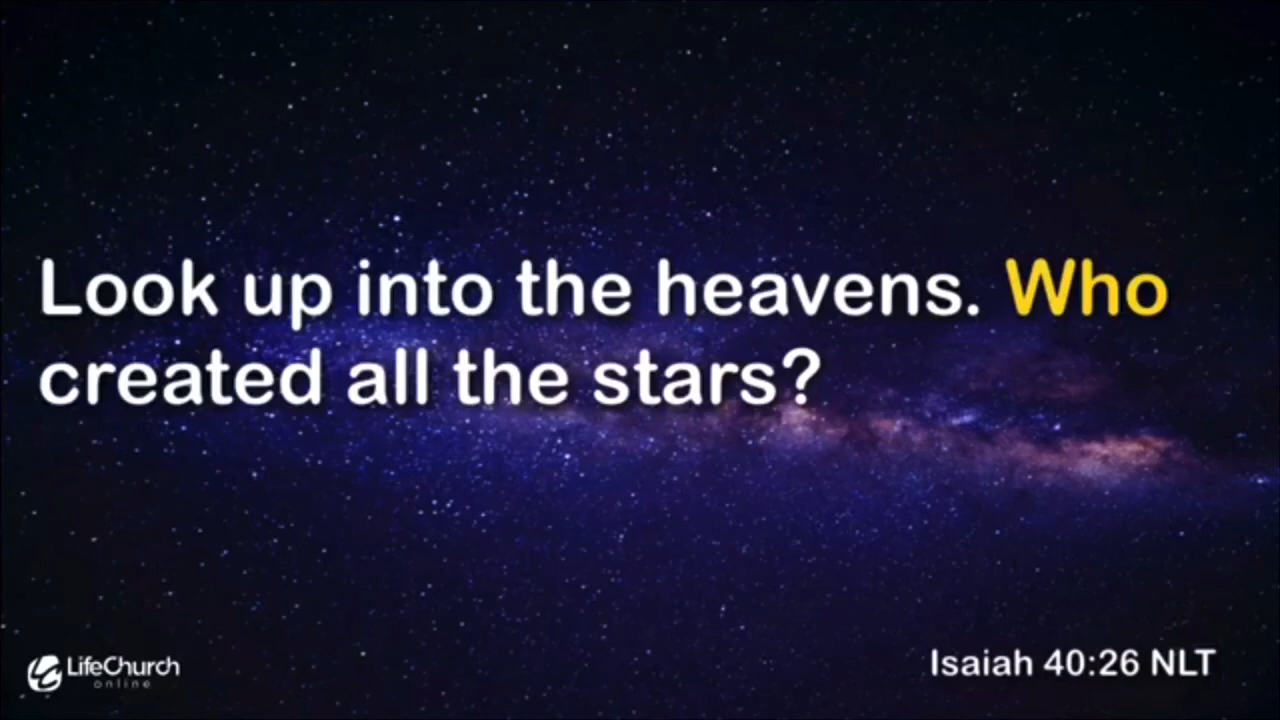 Look up into the heavens. Who
created all the stars?
LifeChurch
online
Isaiah 40:26 NLT